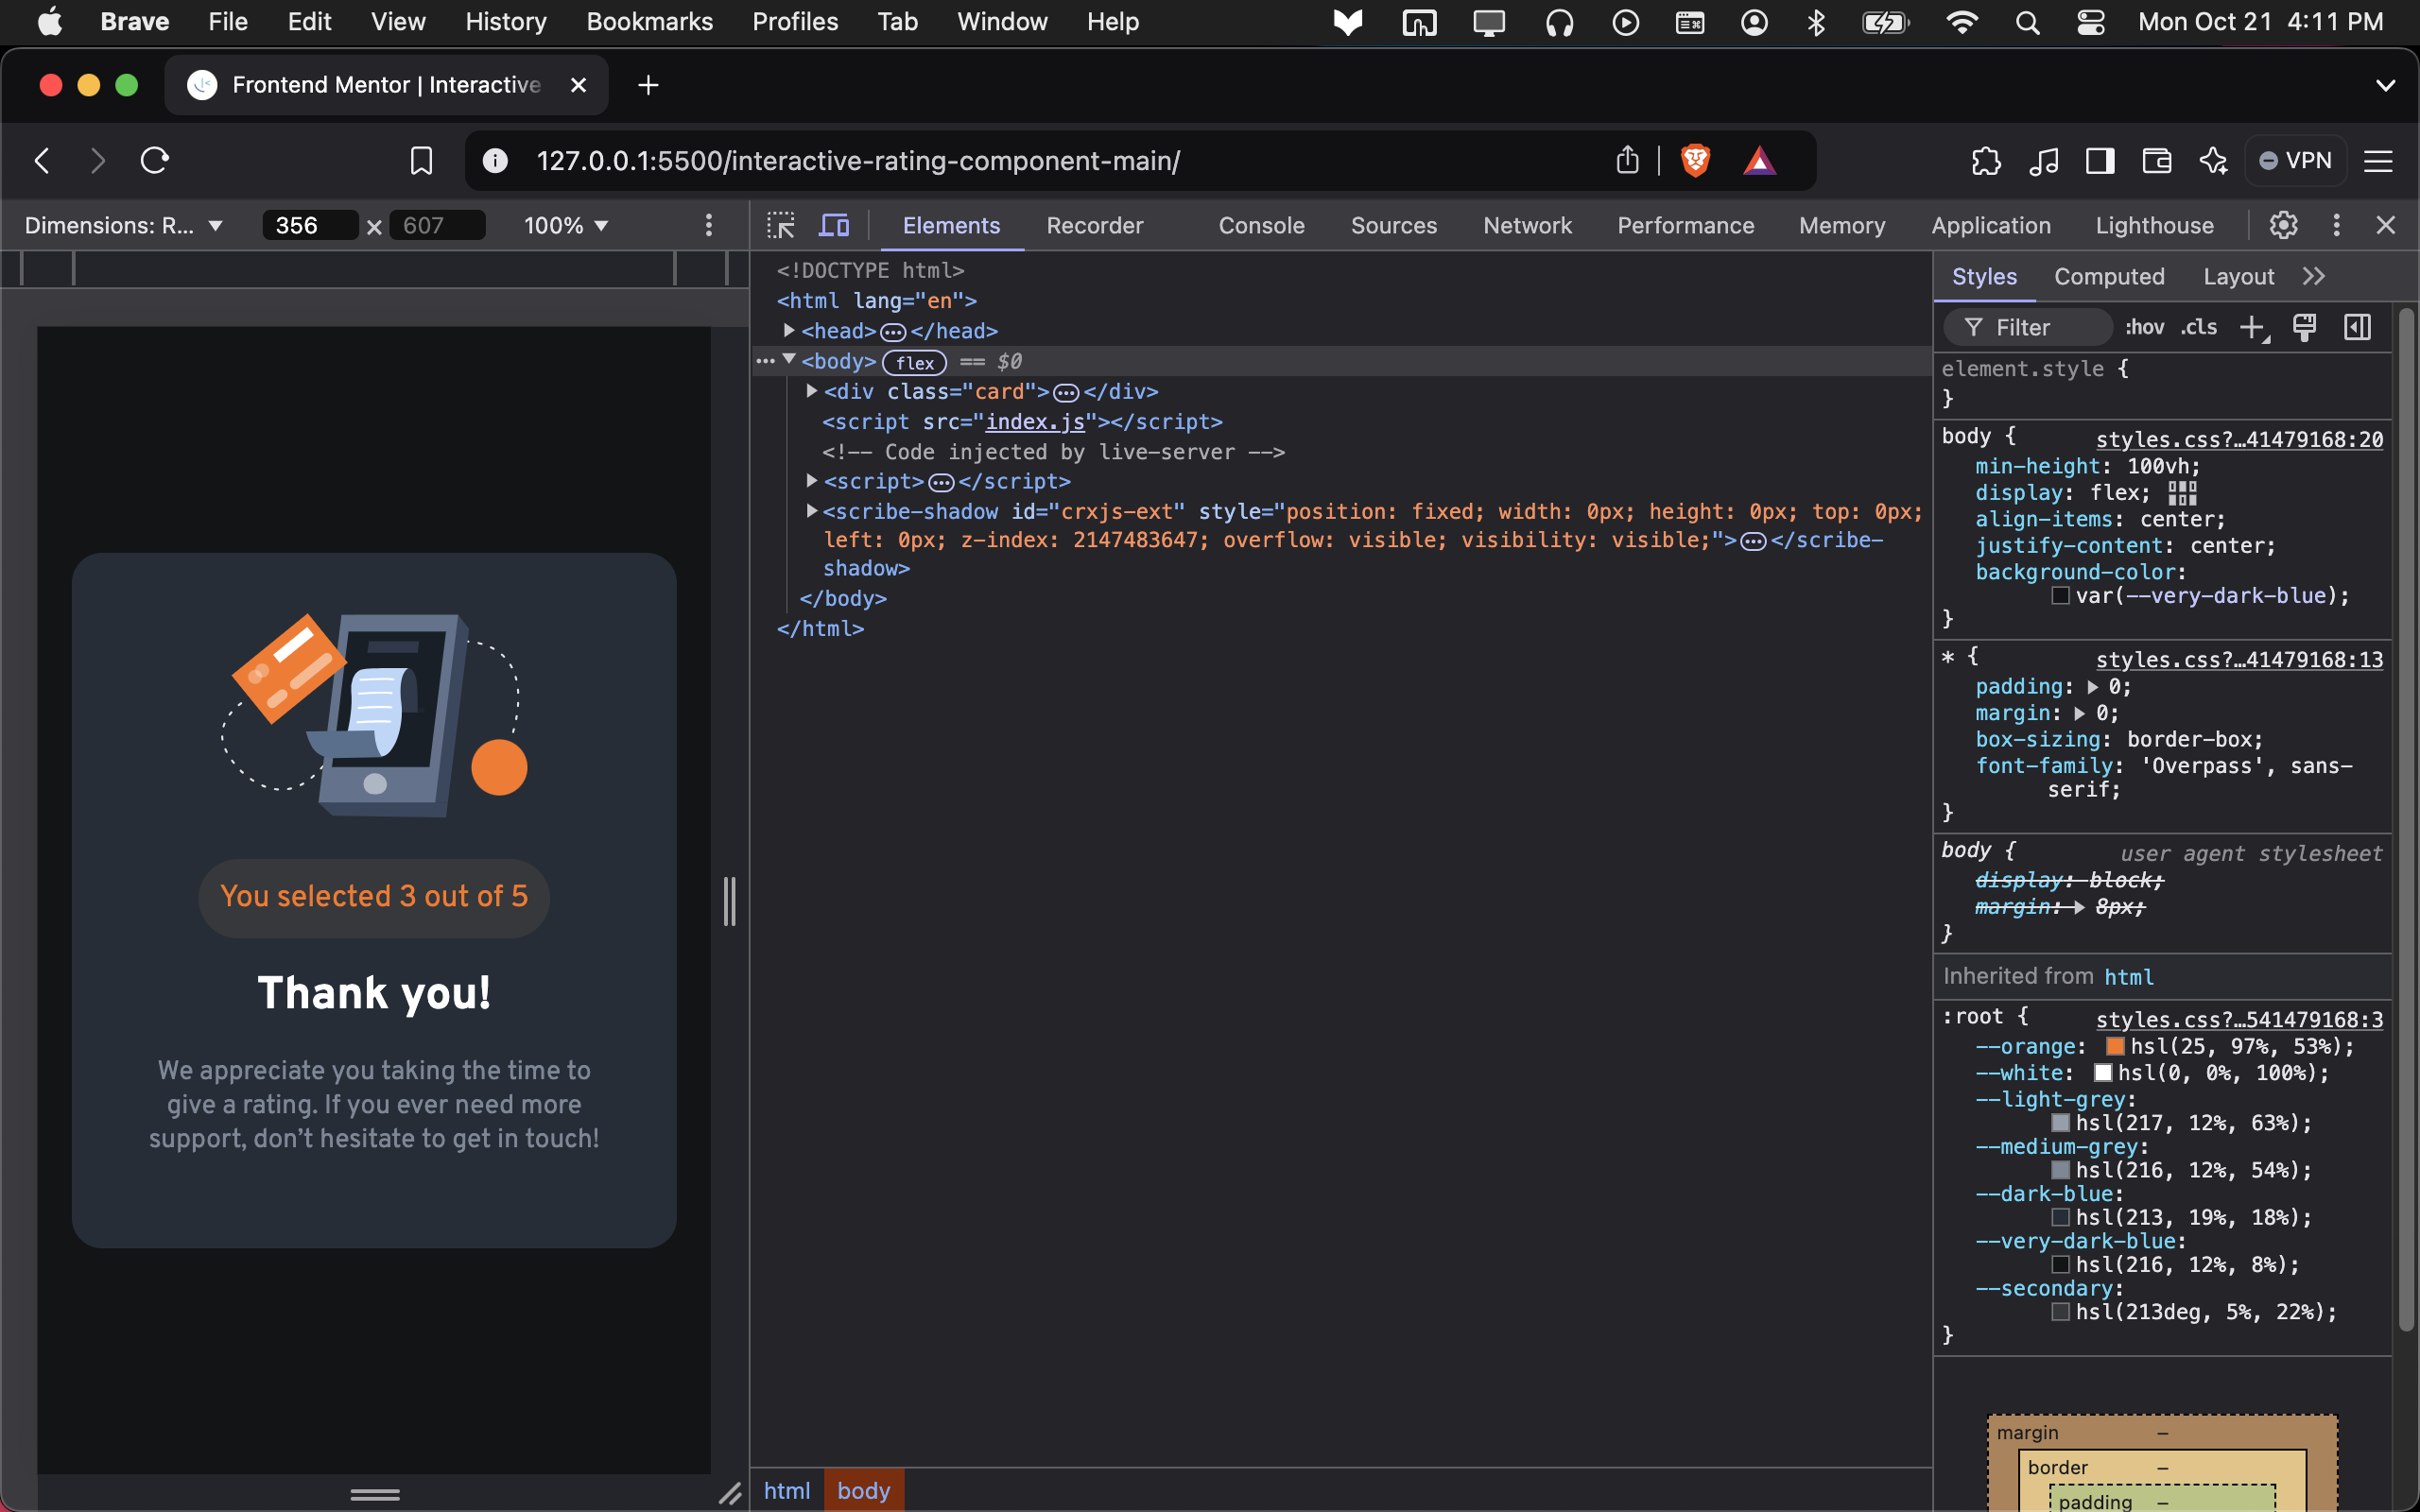 Brave File Edit View History Bookmarks Profiles Tab Window Help Mon Oct 21 4:11 PM
Frontend Mentor | Interactive
127.0.0.1:5500/interactive-rating-component-main/ VPN
Dimensions: R... 356 x 607 100%
Elements Recorder Console Sources Network Performance Memory Application Lighthouse
You selected 3 out of 5
Thank you!
We appreciate you taking the time to
give a rating. If you ever need more
support, don’t hesitate to get in touch!
<!DOCTYPE html>
<html lang="en">
<head>…</head>
<body> flex == $0
<div class="card">…</div>
<script src="index.js"></script>
<!-- Code injected by live-server -->
<script>…</script>
<scribe-shadow id="crxjs-ext" style="position: fixed; width: 0px; height: 0px; top: 0px;
left: 0px; z-index: 2147483647; overflow: visible; visibility: visible;">…</scribe-
shadow>
</body>
</html>
html body
Styles Computed Layout
Filter :hov .cls
element.style {
}
body { styles.css?…41479168:20
min-height: 100vh;
display: flex;
align-items: center;
justify-content: center;
background-color:
var(--very-dark-blue);
}
* { styles.css?…41479168:13
padding: 0;
margin: 0;
box-sizing: border-box;
font-family: 'Overpass', sans-
serif;
}
body { user agent stylesheet
display: block;
margin: 8px;
}
Inherited from html
:root { styles.css?…541479168:3
--orange: hsl(25, 97%, 53%);
--white: hsl(0, 0%, 100%);
--light-grey:
hsl(217, 12%, 63%);
--medium-grey:
hsl(216, 12%, 54%);
--dark-blue:
hsl(213, 19%, 18%);
--very-dark-blue:
hsl(216, 12%, 8%);
--secondary:
hsl(213deg, 5%, 22%);
}
margin –
border –
padding –